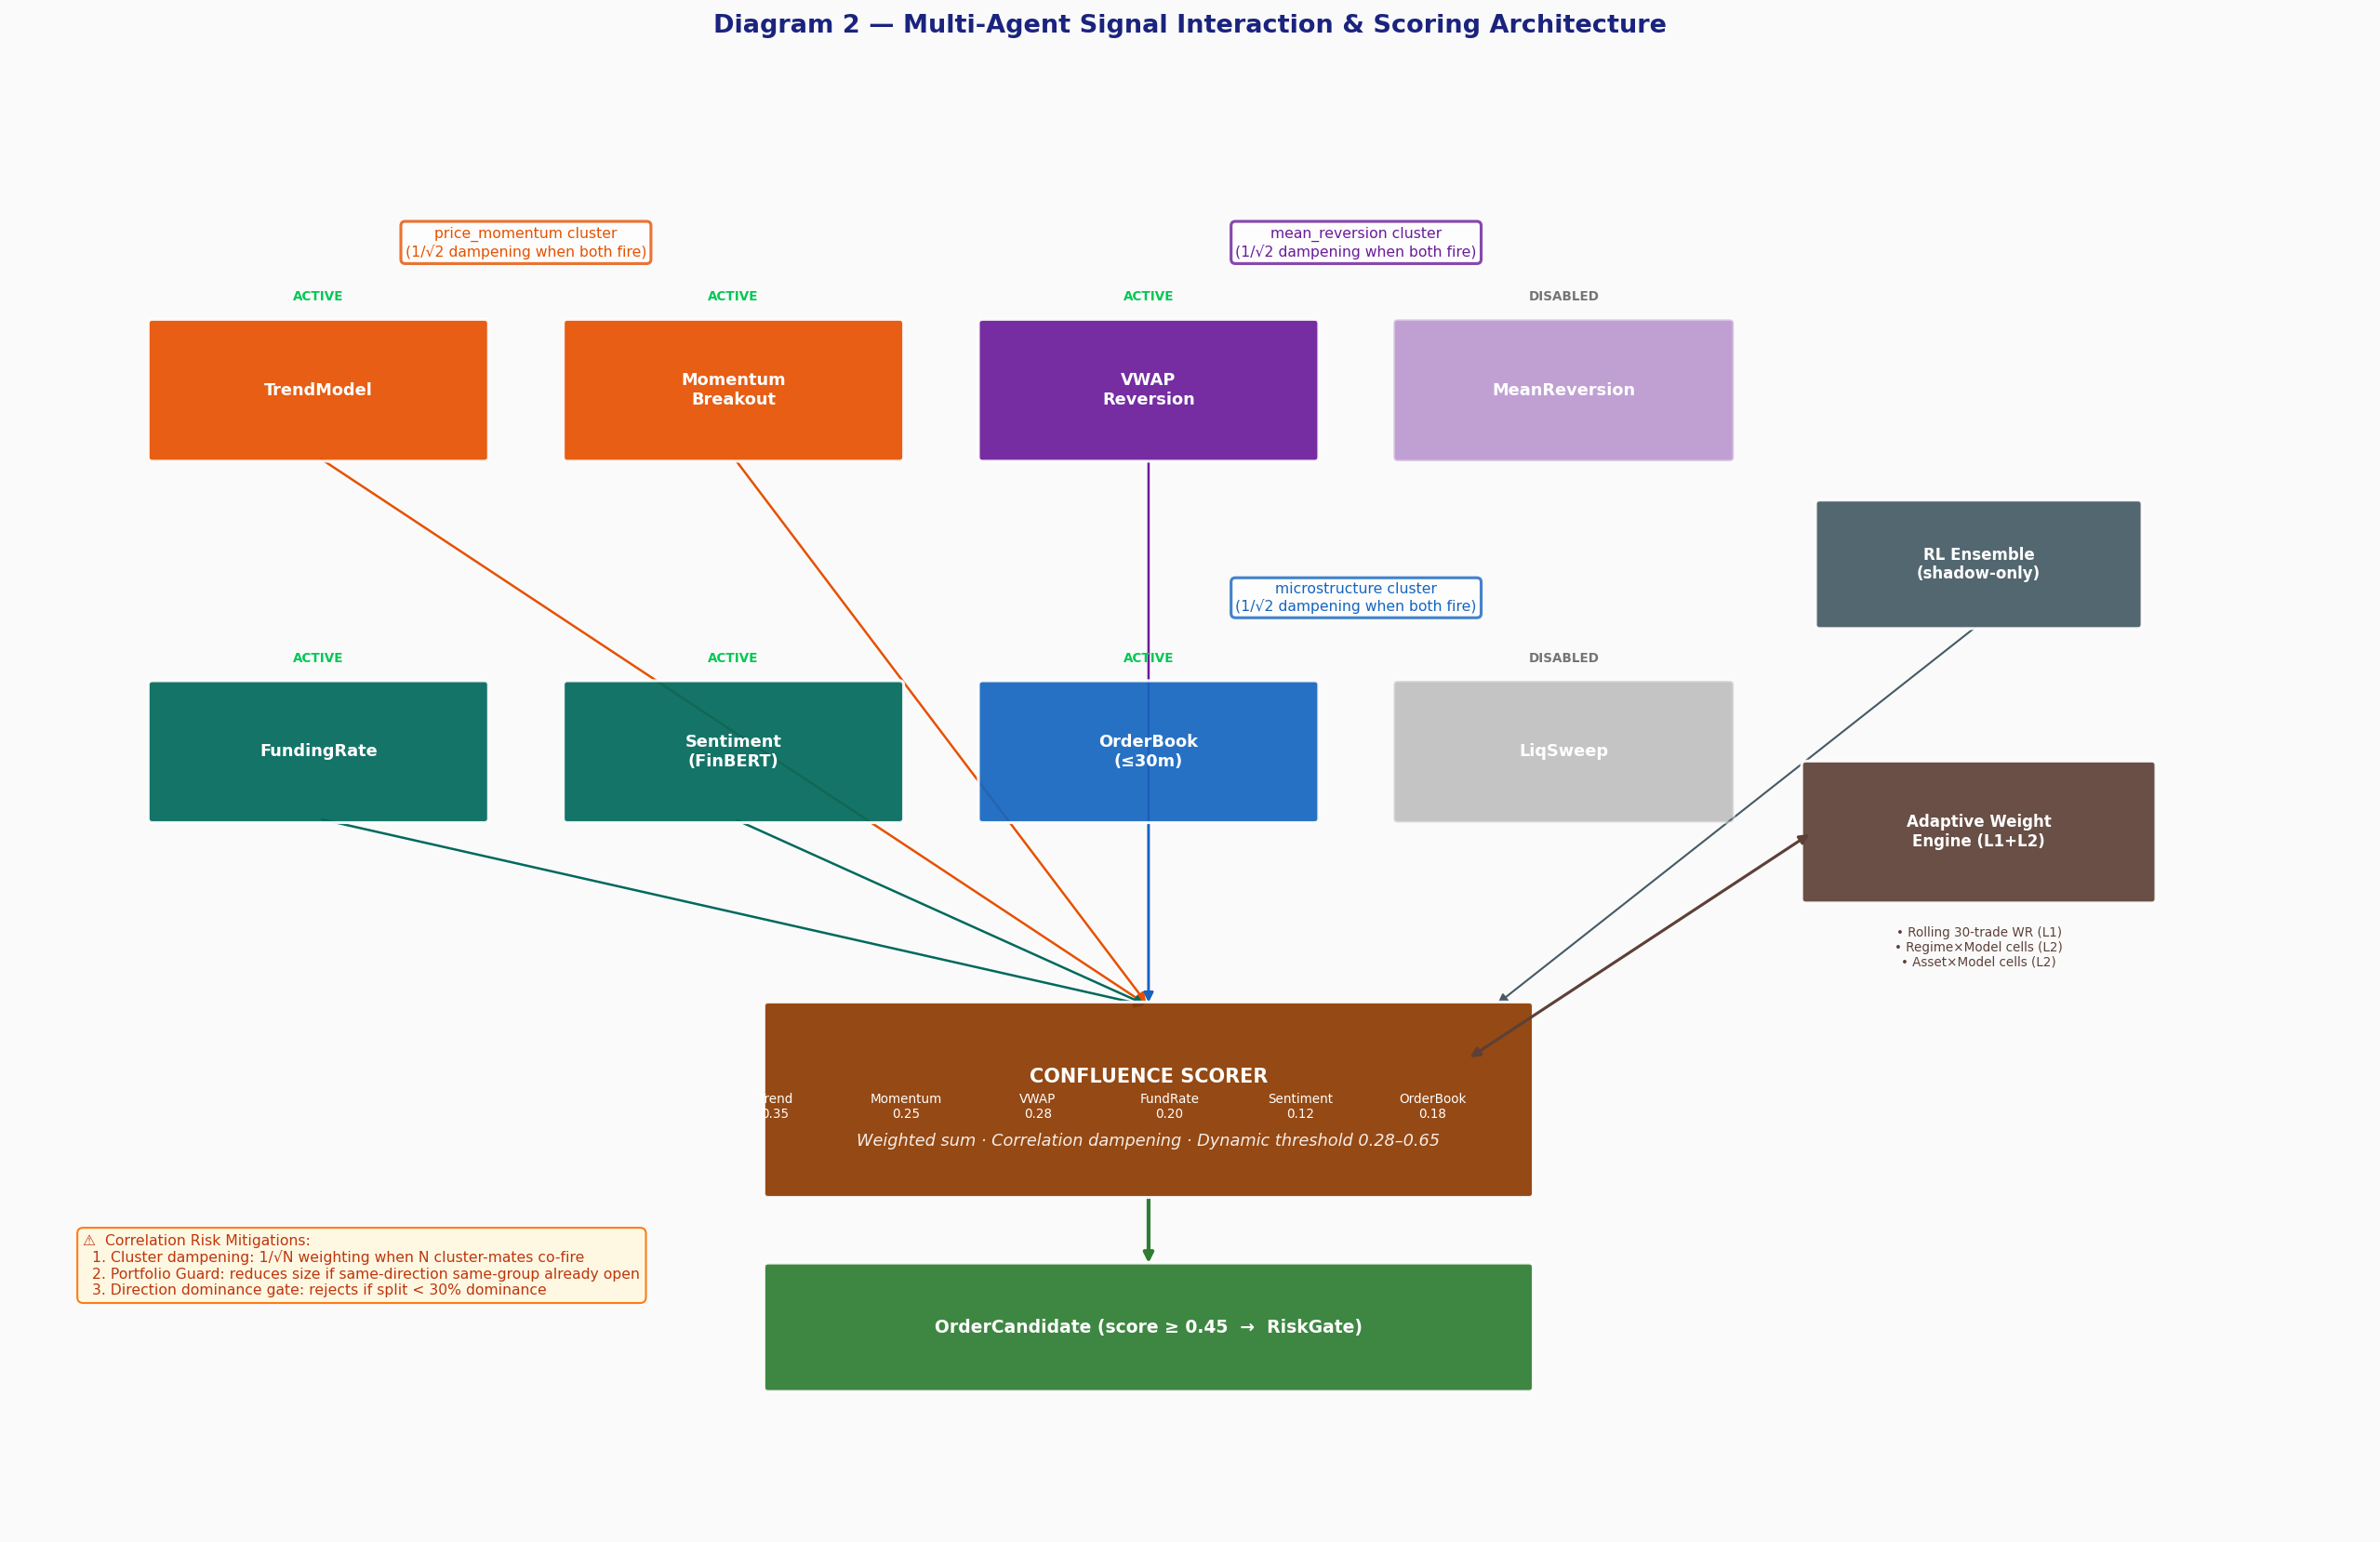 Diagram 2 — Multi-Agent Signal Interaction & Scoring Architecture
price_momentum cluster
(1/√2 dampening when both fire)
mean_reversion cluster
(1/√2 dampening when both fire)
ACTIVE
ACTIVE
ACTIVE
DISABLED
TrendModel
Momentum
Breakout
VWAP
Reversion
MeanReversion
RL Ensemble
(shadow-only)
microstructure cluster
(1/√2 dampening when both fire)
ACTIVE
ACTIVE
ACTIVE
DISABLED
FundingRate
Sentiment
(FinBERT)
OrderBook
(≤30m)
LiqSweep
Adaptive Weight
Engine (L1+L2)
• Rolling 30-trade WR (L1)
• Regime×Model cells (L2)
• Asset×Model cells (L2)
CONFLUENCE SCORER
rend
0.35
Momentum
0.25
VWAP
0.28
FundRate
0.20
Sentiment
0.12
OrderBook
0.18
Weighted sum · Correlation dampening · Dynamic threshold 0.28–0.65
⚠ Correlation Risk Mitigations:
1. Cluster dampening: 1/√N weighting when N cluster-mates co-fire
2. Portfolio Guard: reduces size if same-direction same-group already open
3. Direction dominance gate: rejects if split < 30% dominance
OrderCandidate (score ≥ 0.45 → RiskGate)